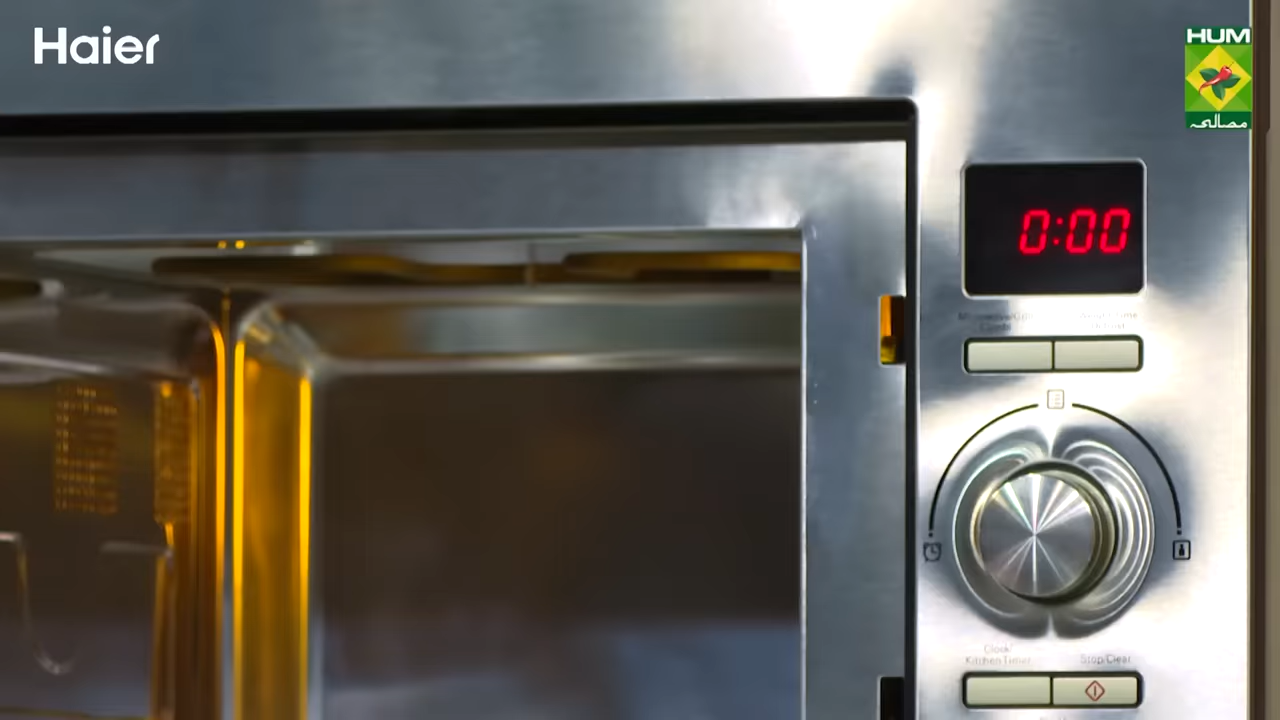 Haier
HUM
مصالحہ
0:00
Clock/
Kitchen Timer
Stop/Clear